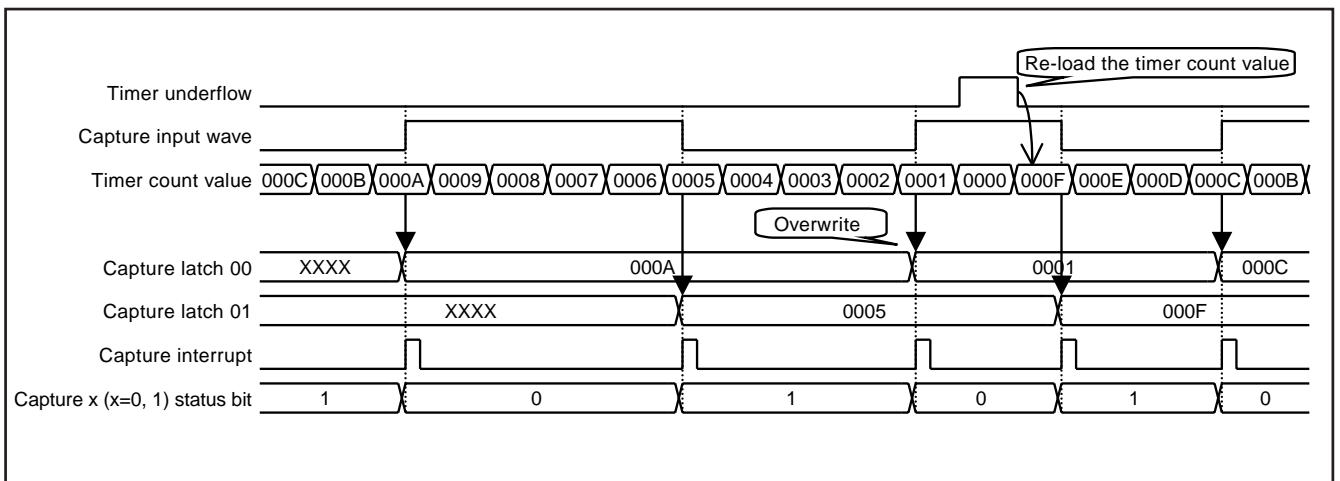 Re-load the timer count value
Timer underflow
Capture input wave
Timer count value 000C 000B 000A 0009 0008 0007 0006 0005 0004 0003 0002 0001 0000 000F 000E 000D 000C 000B
Overwrite
Capture latch 00 XXXX 000A 0001 000C
Capture latch 01 XXXX 0005 000F
Capture interrupt
Capture x (x=0, 1) status bit 1 0 1 0 1 0